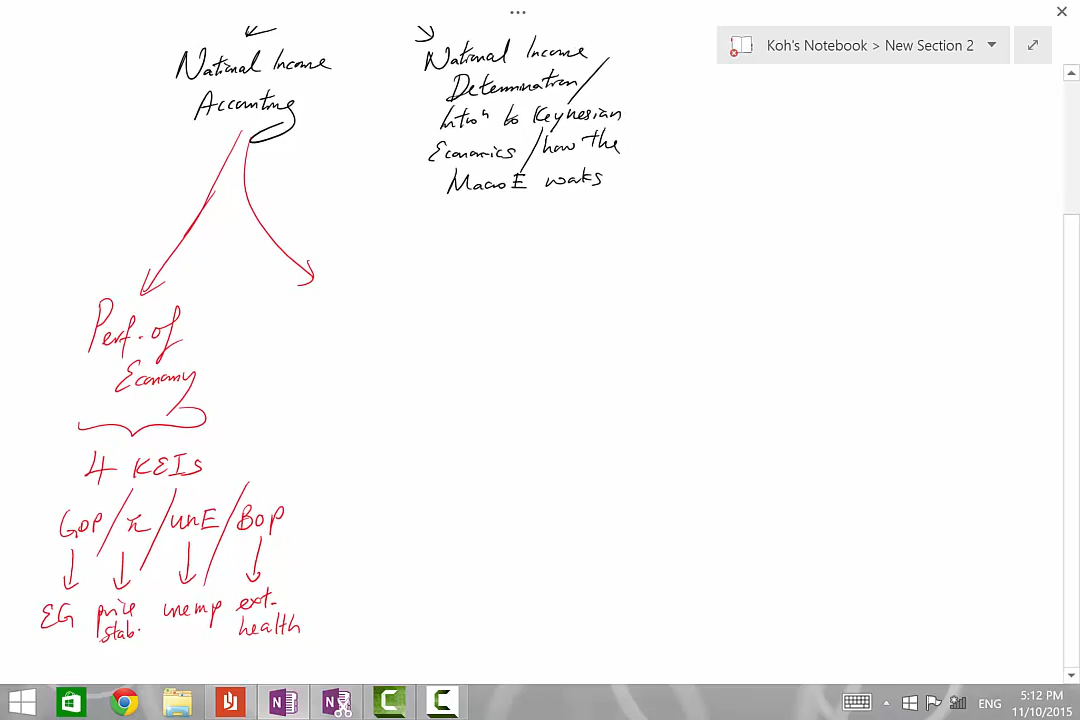 Koh's Notebook > New Section 2
National Income
Accounting
National Income
Determination /
Introⁿ to Keynesian
Economics / how the
Macro E works
Perf. of
Economy
4 KEIs
GDP / π / unE / BOP
EG price stab. unemp ext. health
ENG
5:12 PM
11/10/2015